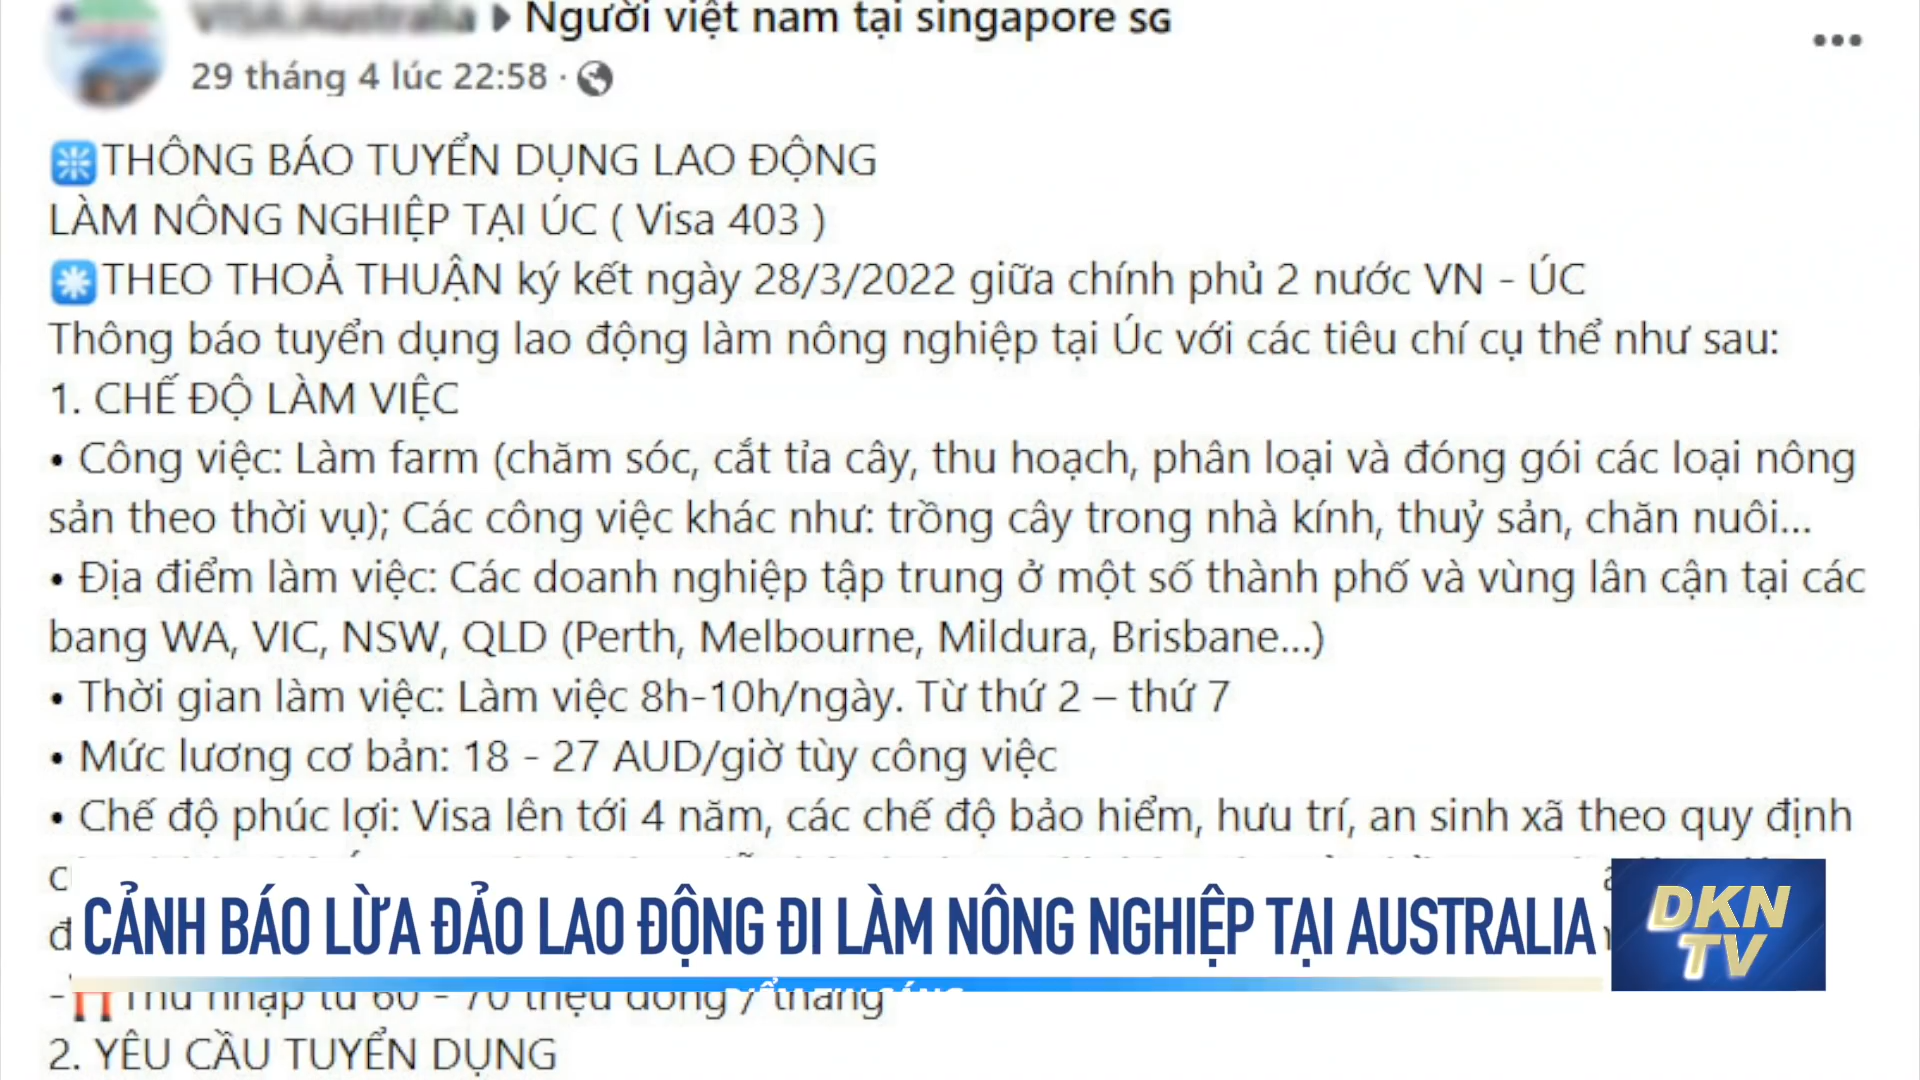 Người việt nam tại singapore SG
29 tháng 4 lúc 22:58 ·
THÔNG BÁO TUYỂN DỤNG LAO ĐỘNG
LÀM NÔNG NGHIỆP TẠI ÚC ( Visa 403 )
THEO THOẢ THUẬN ký kết ngày 28/3/2022 giữa chính phủ 2 nước VN - ÚC
Thông báo tuyển dụng lao động làm nông nghiệp tại Úc với các tiêu chí cụ thể như sau:
1. CHẾ ĐỘ LÀM VIỆC
• Công việc: Làm farm (chăm sóc, cắt tỉa cây, thu hoạch, phân loại và đóng gói các loại nông
sản theo thời vụ); Các công việc khác như: trồng cây trong nhà kính, thuỷ sản, chăn nuôi...
• Địa điểm làm việc: Các doanh nghiệp tập trung ở một số thành phố và vùng lân cận tại các
bang WA, VIC, NSW, QLD (Perth, Melbourne, Mildura, Brisbane...)
• Thời gian làm việc: Làm việc 8h-10h/ngày. Từ thứ 2 – thứ 7
• Mức lương cơ bản: 18 - 27 AUD/giờ tùy công việc
• Chế độ phúc lợi: Visa lên tới 4 năm, các chế độ bảo hiểm, hưu trí, an sinh xã theo quy định
CẢNH BÁO LỪA ĐẢO LAO ĐỘNG ĐI LÀM NÔNG NGHIỆP TẠI AUSTRALIA
DKN
TV
- Thu nhập từ 60 - 70 triệu đồng / tháng
2. YÊU CẦU TUYỂN DỤNG